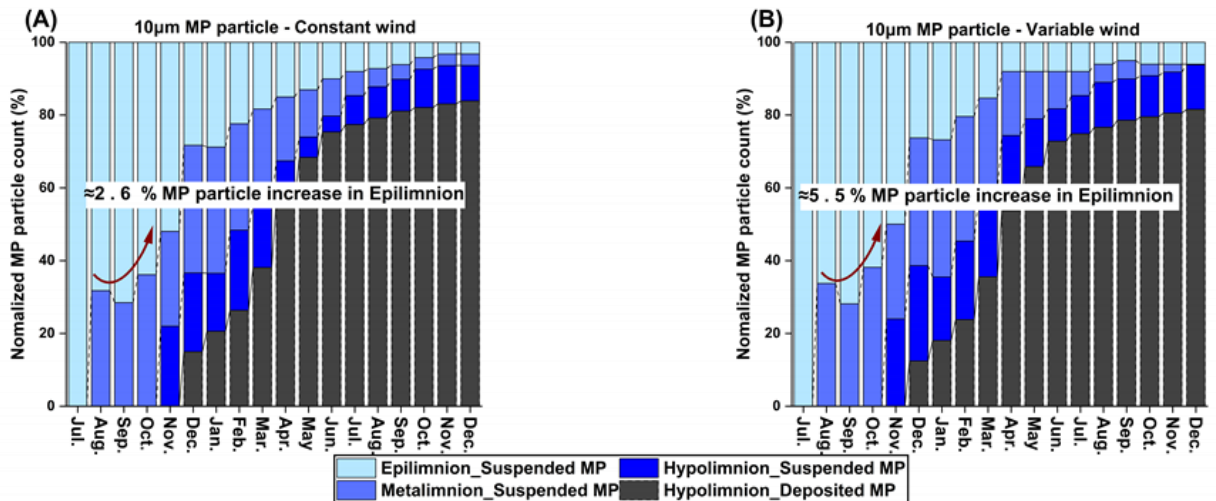 (A)
10µm MP particle - Constant wind
Nomalized MP particle count (%)
100
80
60
40
20
0
≈2 . 6 % MP particle increase in Epilimnion
Jul.
Aug.
Sep.
Oct.
Nov.
Dec.
Jan.
Feb.
Mar.
Apr.
May
Jun.
Jul.
Aug.
Sep.
Oct.
Nov.
Dec.
(B)
10µm MP particle - Variable wind
Nomalized MP particle count (%)
100
80
60
40
20
0
≈5 . 5 % MP particle increase in Epilimnion
Jul.
Aug.
Sep.
Oct.
Nov.
Dec.
Jan.
Feb.
Mar.
Apr.
May
Jun.
Jul.
Aug.
Sep.
Oct.
Nov.
Dec.
Epilimnion_Suspended MP
Hypolimnion_Suspended MP
Metalimnion_Suspended MP
Hypolimnion_Deposited MP